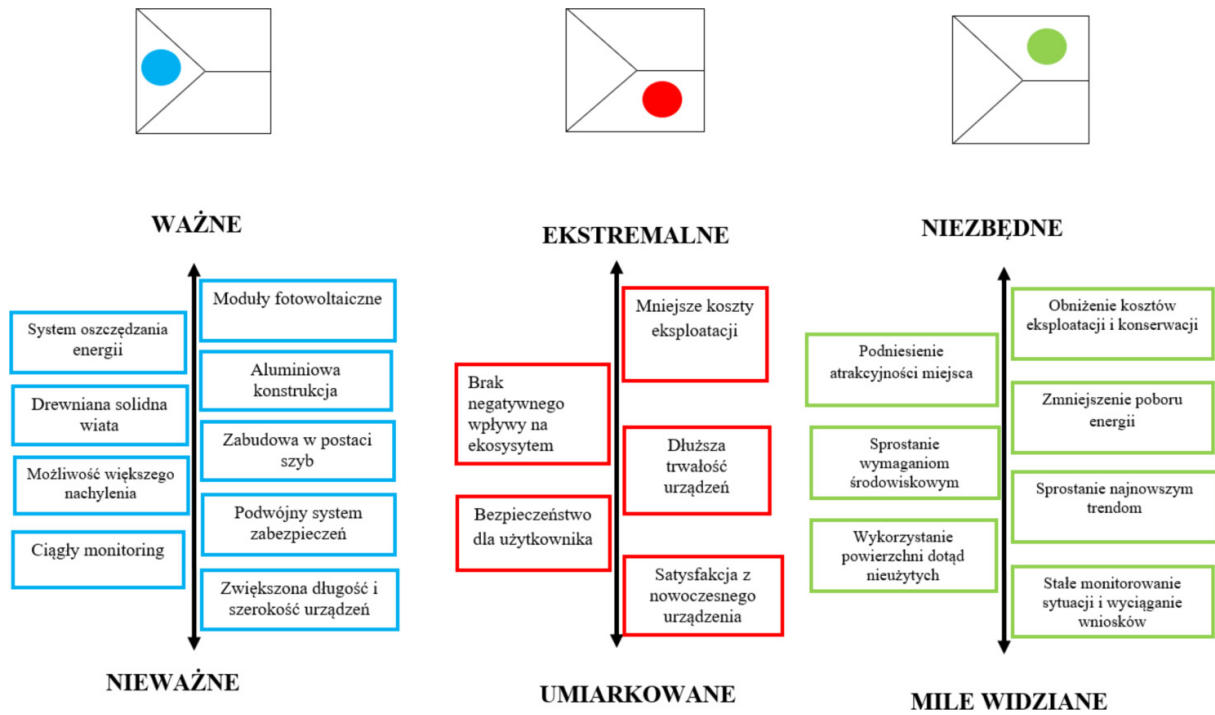 WAŻNE
Moduły fotowoltaiczne
System oszczędzania
energii
Aluminiowa
konstrukcja
Drewniana solidna
wiata
Zabudowa w postaci
szyb
Możliwość większego
nachylenia
Podwójny system
zabezpieczeń
Ciągły monitoring
Zwiększona długość i
szerokość urządzeń
NIEWAŻNE
EKSTREMALNE
Mniejsze koszty
eksploatacji
Brak
negatywnego
wpływy na
ekosysytem
Dłuższa
trwałość
urządzeń
Bezpieczeństwo
dla użytkownika
Satysfakcja z
nowoczesnego
urządzenia
UMIARKOWANE
NIEZBĘDNE
Obniżenie kosztów
eksploatacji i konserwacji
Podniesienie
atrakcyjności miejsca
Zmniejszenie poboru
energii
Sprostanie
wymaganiom
środowiskowym
Sprostanie najnowszym
trendom
Wykorzystanie
powierzchni dotąd
nieużytych
Stałe monitorowanie
sytuacji i wyciąganie
wniosków
MILE WIDZIANE